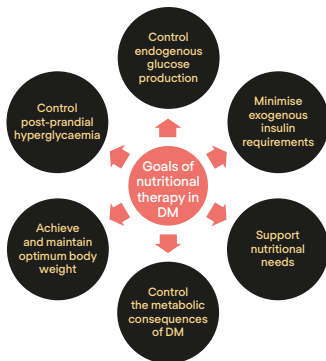 Control
endogenous
glucose
production
Control
post-prandial
hyperglycaemia
Minimise
exogenous
insulin
requirements
Goals of
nutritional
therapy in
DM
Achieve
and maintain
optimum body
weight
Support
nutritional
needs
Control
the metabolic
consequences
of DM